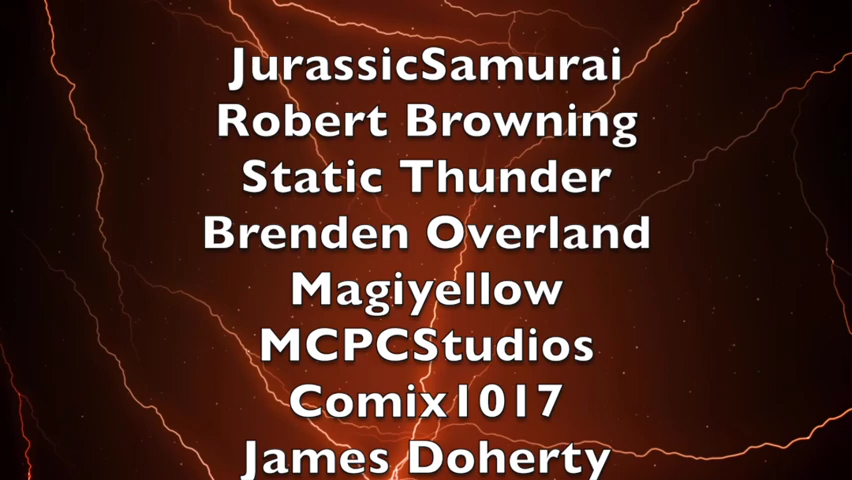 JurassicSamurai
Robert Browning
Static Thunder
Brenden Overland
Magiyellow
MCPCStudios
Comix1017
James Doherty